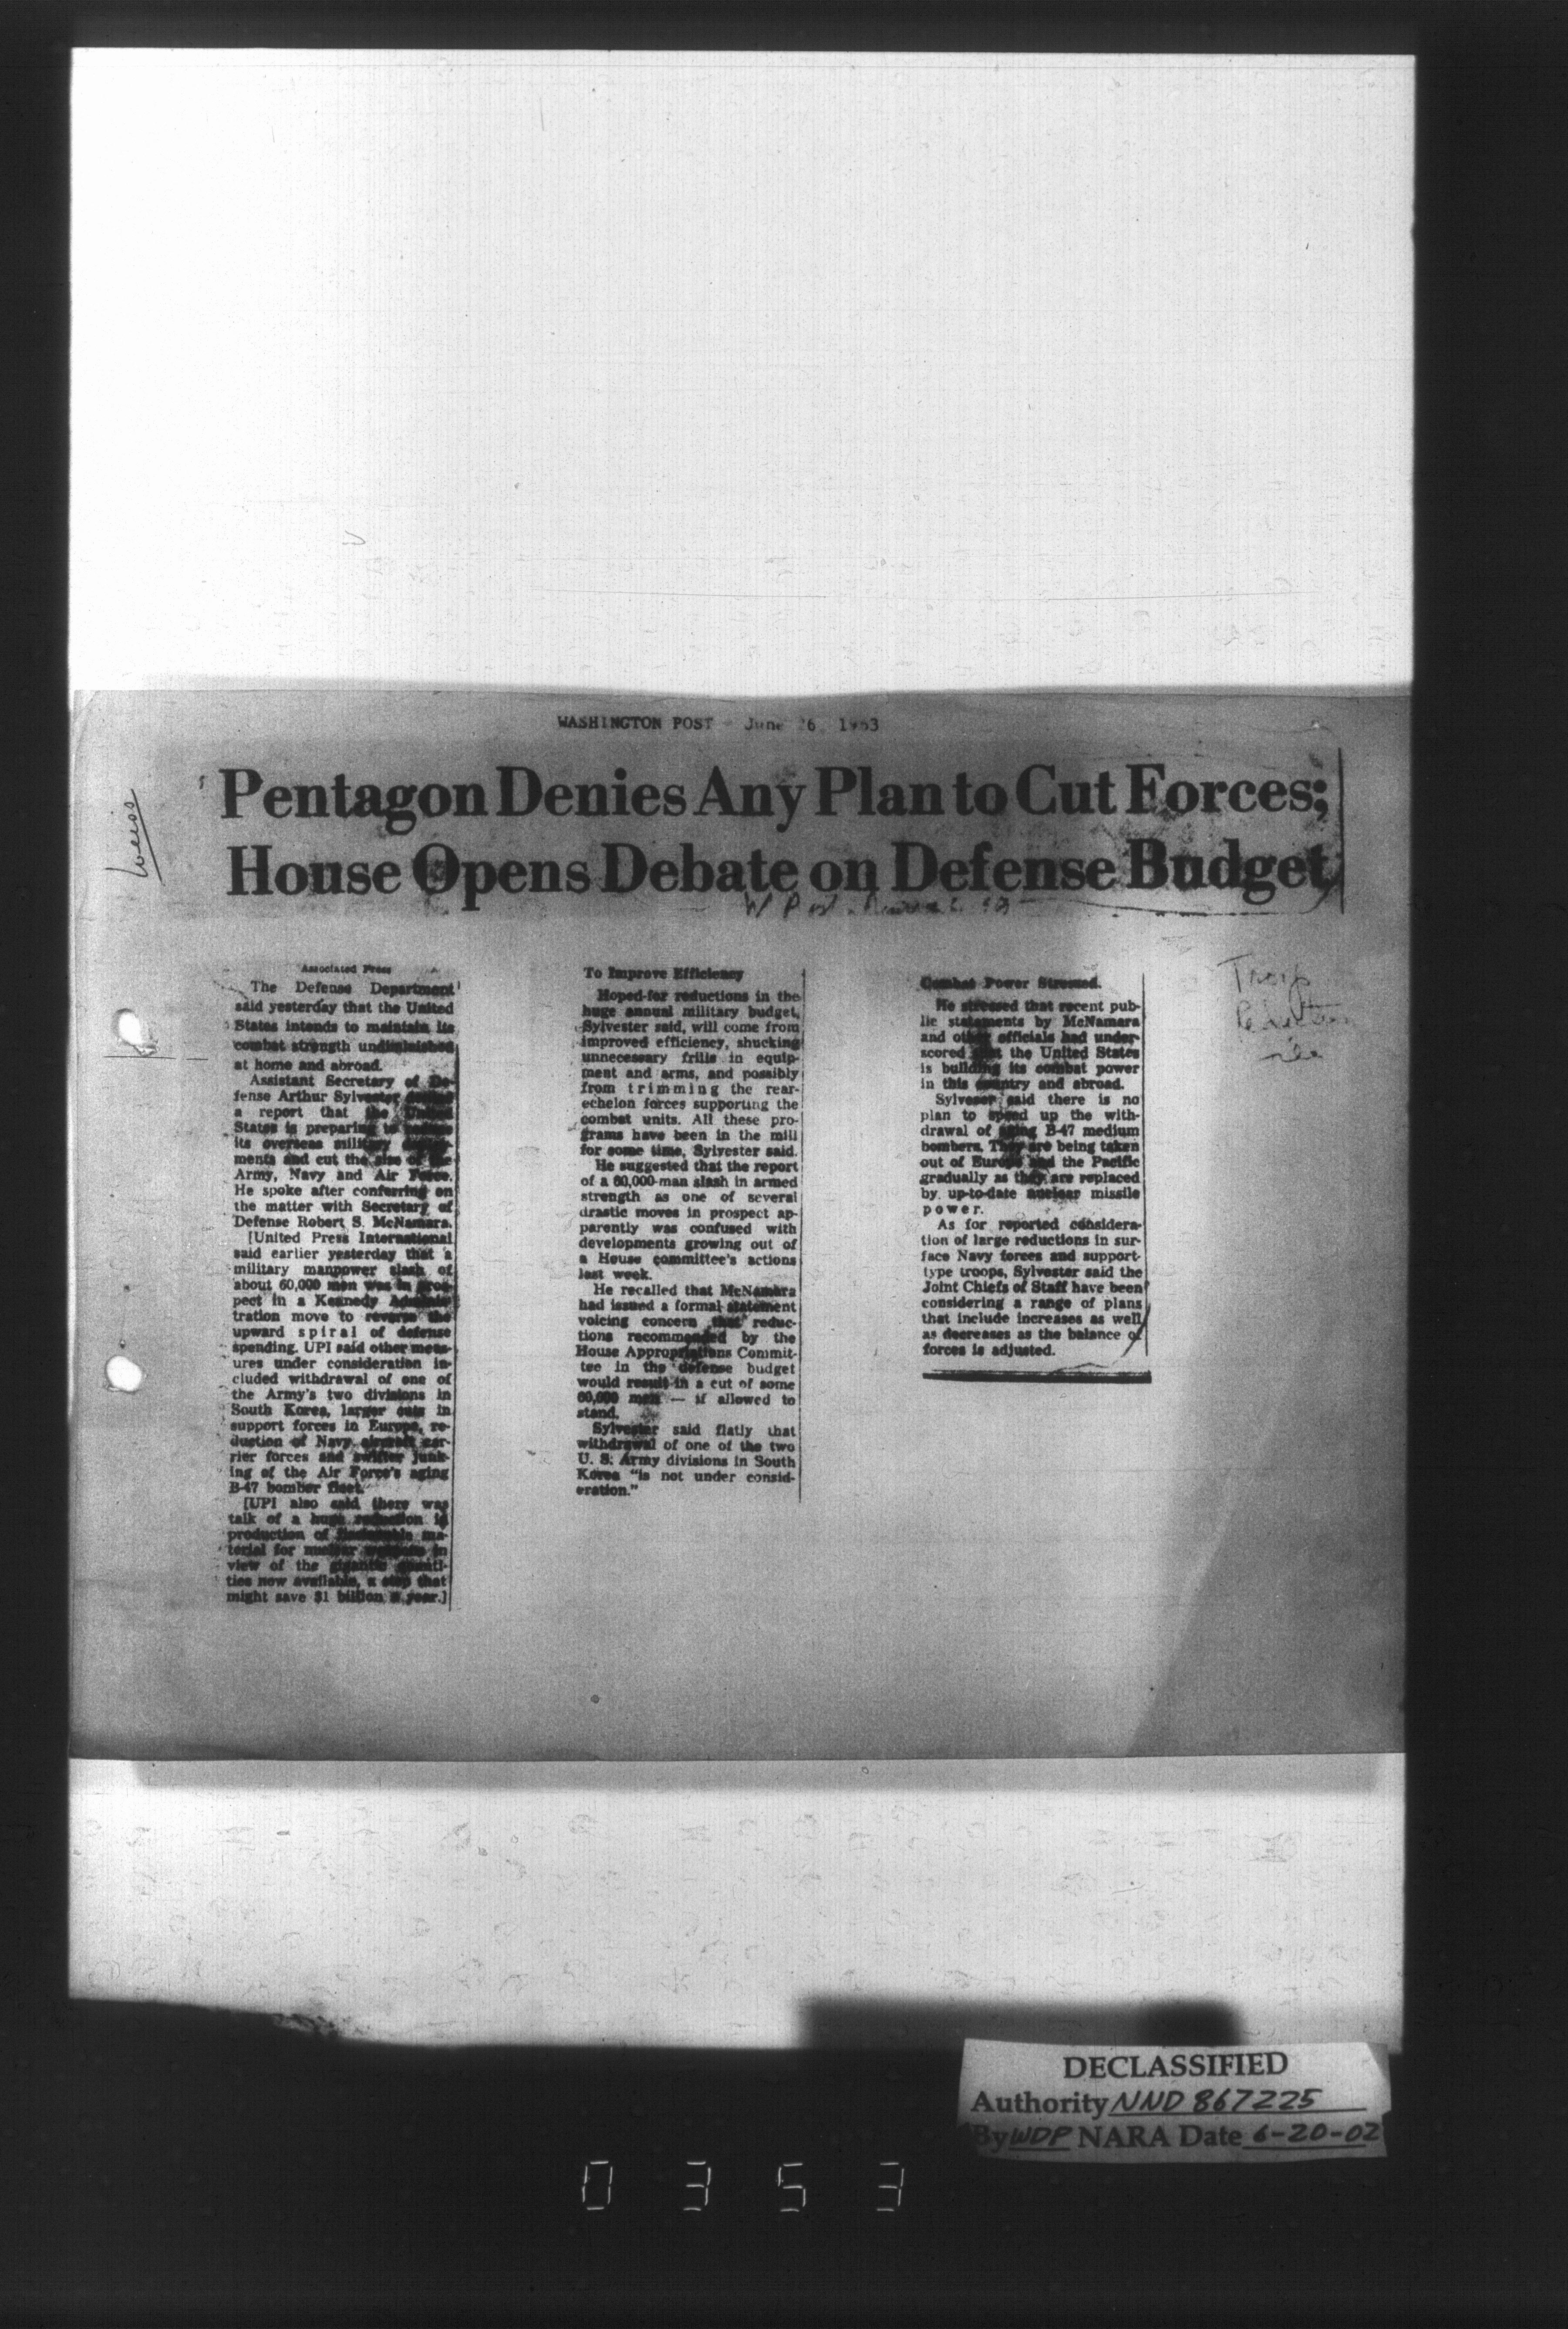 WASHINGTON POST - June 26, 1963
Pentagon Denies Any Plan to Cut Forces;
House Opens Debate on Defense Budget
Weiss
W Post
Associated Press
The Defense Department
said yesterday that the United
States intends to maintain its
combat strength undiminished
at home and abroad.
Assistant Secretary of De-
fense Arthur Sylvester
a report that the United
States is preparing to
its overseas military
ments and cut the size of the
Army, Navy and Air Force.
He spoke after conferring on
the matter with Secretary of
Defense Robert S. McNamara.
[United Press International
said earlier yesterday that a
military manpower slash of
about 60,000 men was in pros-
pect in a Kennedy Adminis-
tration move to reverse the
upward spiral of defense
spending. UPI said other meas-
ures under consideration in-
cluded withdrawal of one of
the Army's two divisions in
South Korea, larger cuts in
support forces in Europe, re-
duction of Navy aircraft car-
rier forces and swifter junk-
ing of the Air Force's aging
B-47 bomber fleet.
[UPI also said there was
talk of a huge reduction in
production of fissionable ma-
terial for nuclear weapons in
view of the gigantic quanti-
ties now available, a step that
might save $1 billion a year.]
To Improve Efficiency
Hoped-for reductions in the
huge annual military budget,
Sylvester said, will come from
improved efficiency, shucking
unnecessary frills in equip-
ment and arms, and possibly
from trimming the rear-
echelon forces supporting the
combat units. All these pro-
grams have been in the mill
for some time, Sylvester said.
He suggested that the report
of a 60,000-man slash in armed
strength as one of several
drastic moves in prospect ap-
parently was confused with
developments growing out of
a House committee's actions
last week.
He recalled that McNamara
had issued a formal statement
voicing concern that reduc-
tions recommended by the
House Appropriations Commit-
tee in the defense budget
would result in a cut of some
60,000 men — if allowed to
stand.
Sylvester said flatly that
withdrawal of one of the two
U. S. Army divisions in South
Korea "is not under consid-
eration."
Combat Power Stressed.
He stressed that recent pub-
lic statements by McNamara
and other officials had under-
scored that the United States
is building its combat power
in this country and abroad.
Sylveser said there is no
plan to speed up the with-
drawal of aging B-47 medium
bombers. They are being taken
out of Europe and the Pacific
gradually as they are replaced
by up-to-date nuclear missile
power.
As for reported considera-
tion of large reductions in sur-
face Navy forces and support-
type troops, Sylvester said the
Joint Chiefs of Staff have been
considering a range of plans
that include increases as well
as decreases as the balance of
forces is adjusted.
Troop
DECLASSIFIED
Authority NND 867225
By WDP NARA Date 6-20-02
0353